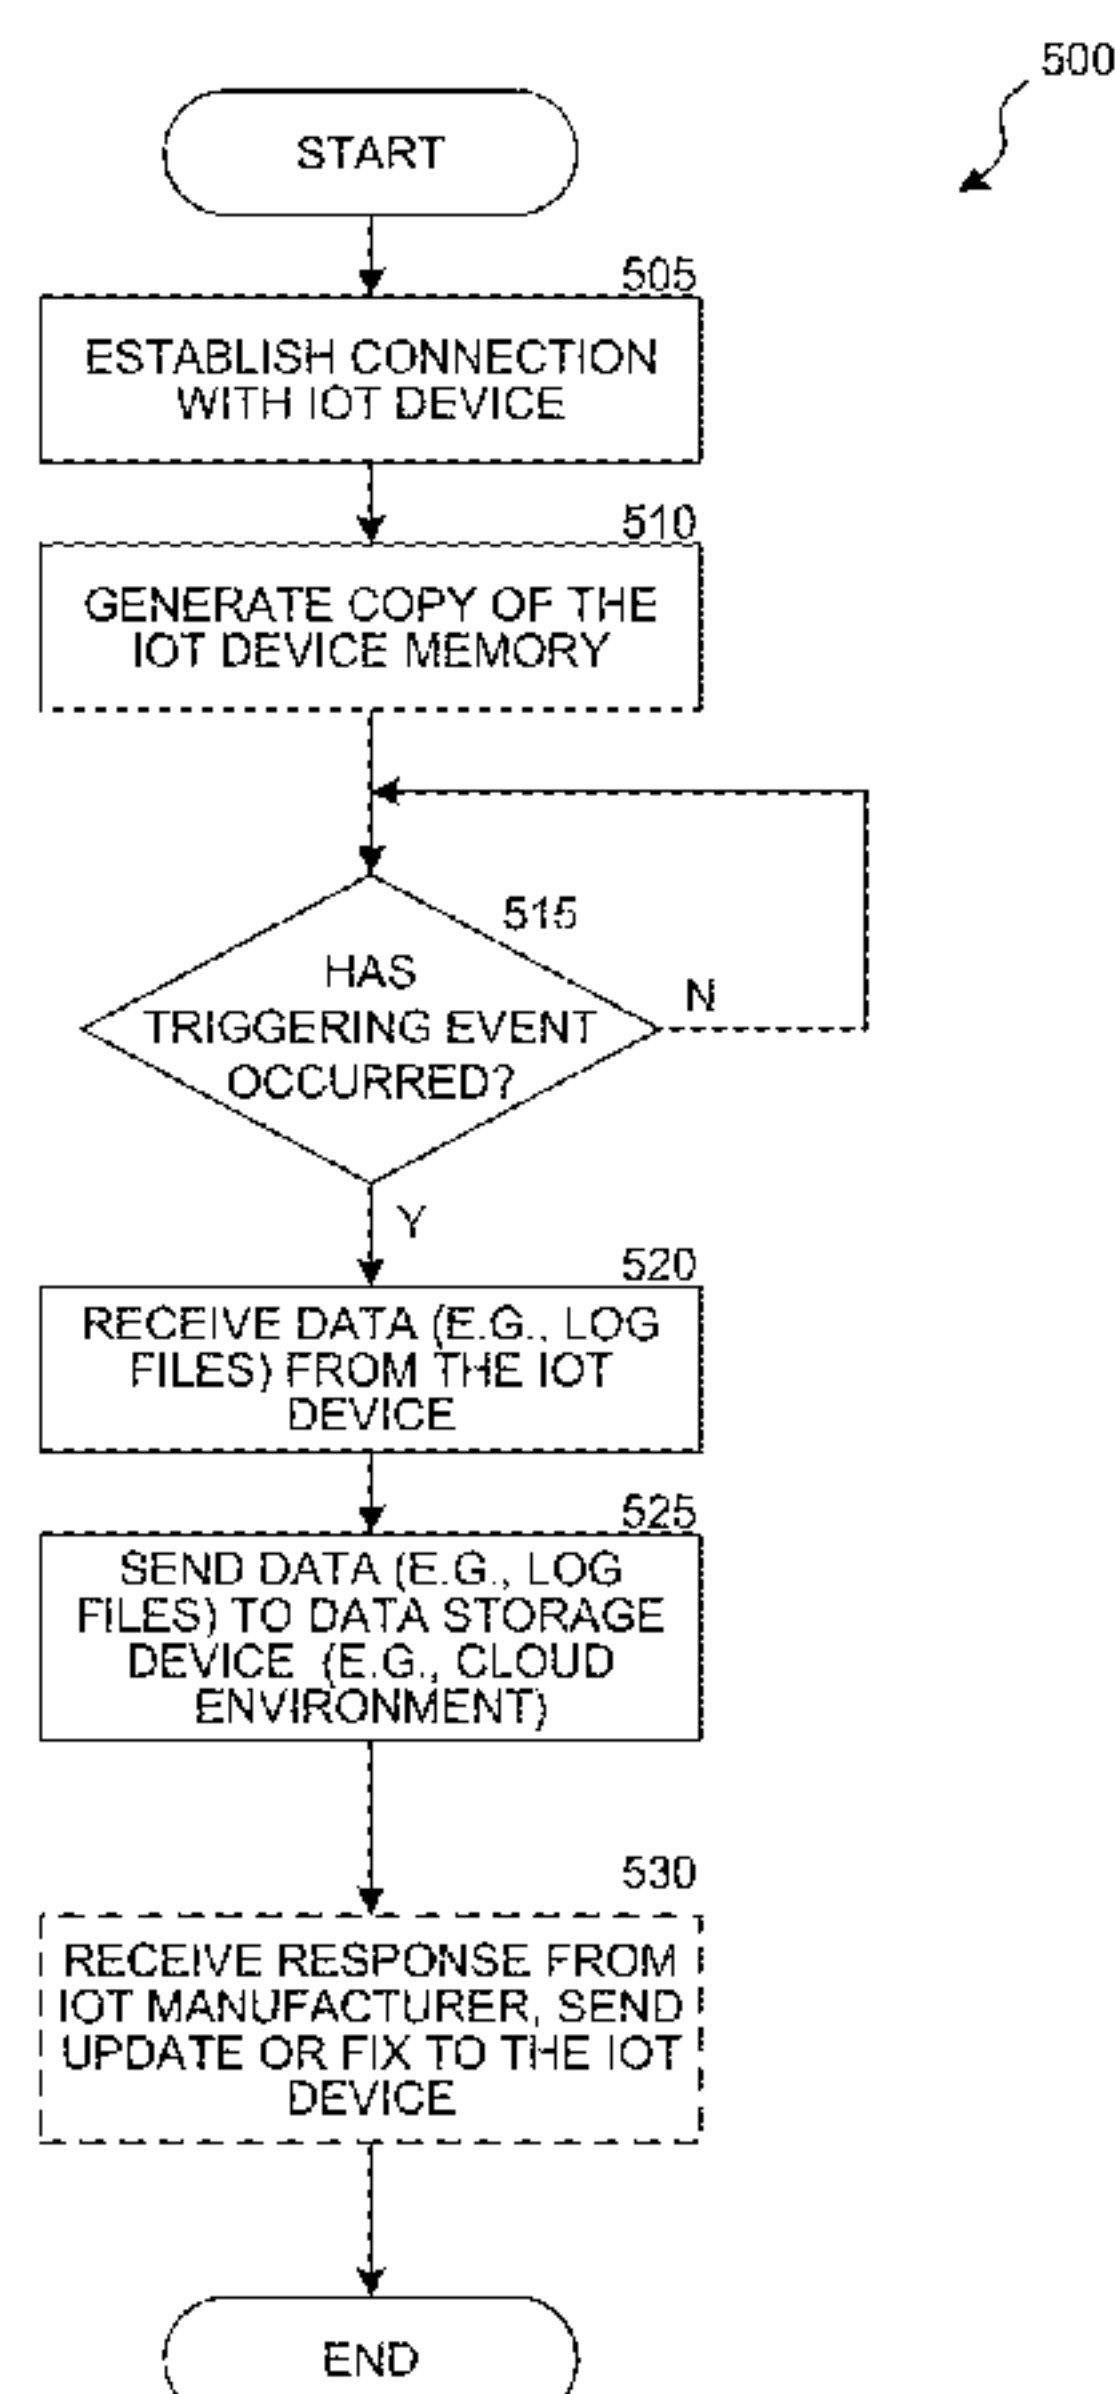 500
START
505
ESTABLISH CONNECTION
WITH IOT DEVICE
510
GENERATE COPY OF THE
IOT DEVICE MEMORY
515
HAS
TRIGGERING EVENT
OCCURRED?
N
Y
520
RECEIVE DATA (E.G., LOG
FILES) FROM THE IOT
DEVICE
525
SEND DATA (E.G., LOG
FILES) TO DATA STORAGE
DEVICE (E.G., CLOUD
ENVIRONMENT)
530
RECEIVE RESPONSE FROM
IOT MANUFACTURER, SEND
UPDATE OR FIX TO THE IOT
DEVICE
END